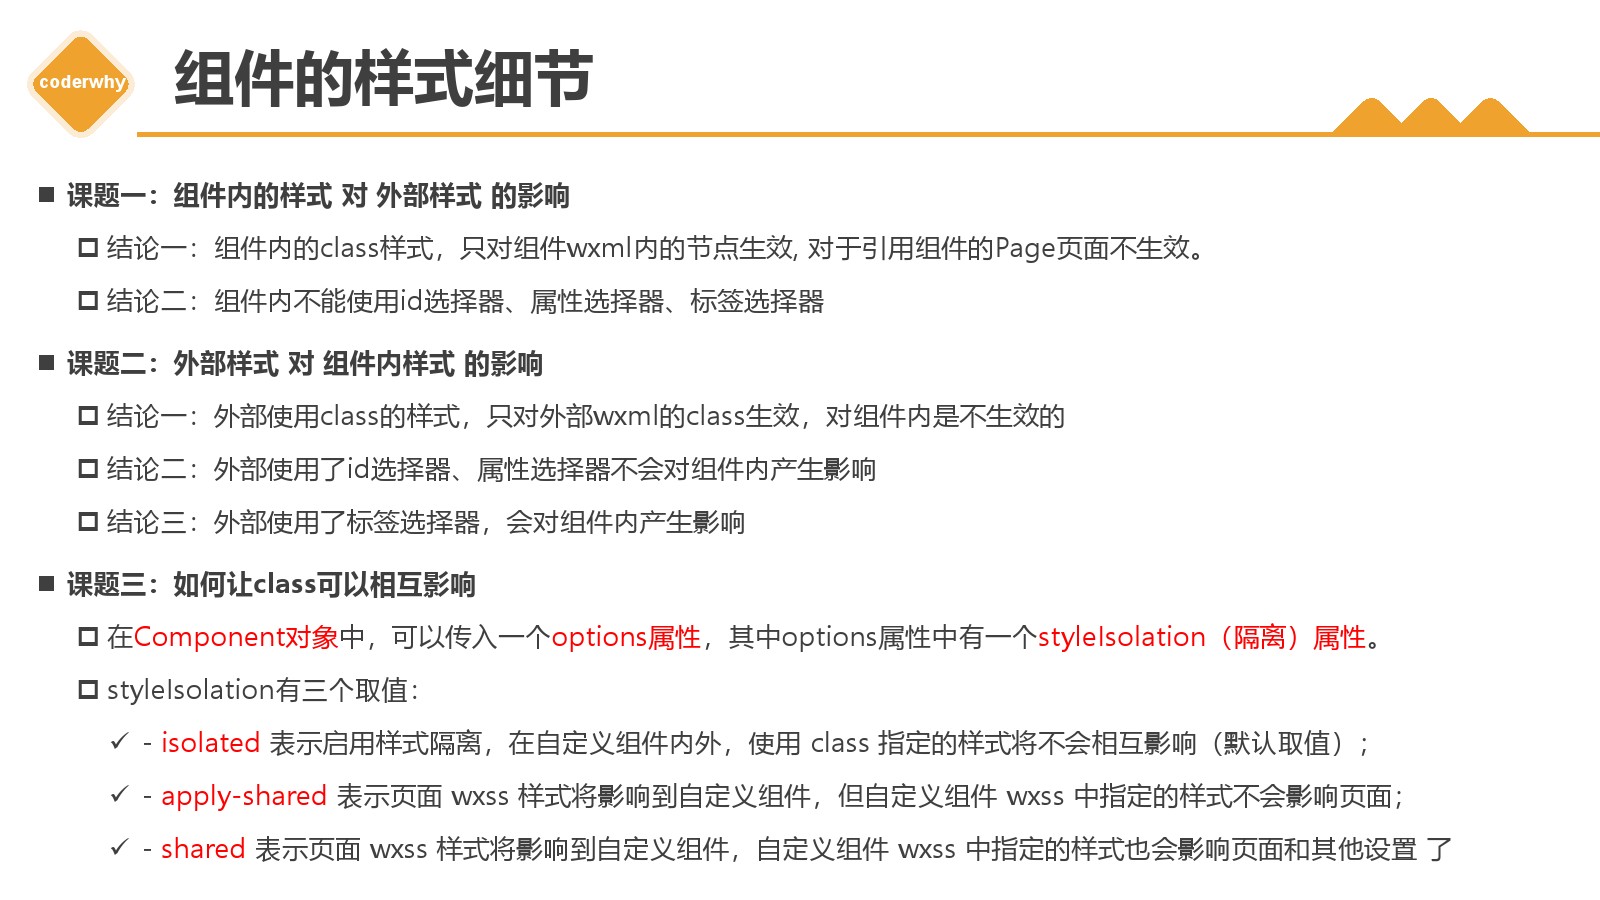 coderwhy
组件的样式细节
课题一：组件内的样式 对 外部样式 的影响
结论一：组件内的class样式，只对组件wxml内的节点生效, 对于引用组件的Page页面不生效。
结论二：组件内不能使用id选择器、属性选择器、标签选择器
课题二：外部样式 对 组件内样式 的影响
结论一：外部使用class的样式，只对外部wxml的class生效，对组件内是不生效的
结论二：外部使用了id选择器、属性选择器不会对组件内产生影响
结论三：外部使用了标签选择器，会对组件内产生影响
课题三：如何让class可以相互影响
在Component对象中，可以传入一个options属性，其中options属性中有一个styleIsolation（隔离）属性。
styleIsolation有三个取值：
- isolated 表示启用样式隔离，在自定义组件内外，使用 class 指定的样式将不会相互影响（默认取值）；
- apply-shared 表示页面 wxss 样式将影响到自定义组件，但自定义组件 wxss 中指定的样式不会影响页面；
- shared 表示页面 wxss 样式将影响到自定义组件，自定义组件 wxss 中指定的样式也会影响页面和其他设置 了